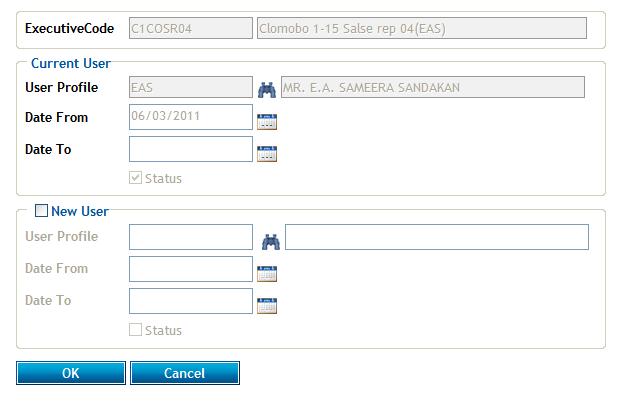 ExecutiveCode C1COSR04 Clomobo 1-15 Salse rep 04(EAS)
Current User
User Profile EAS MR. E.A. SAMEERA SANDAKAN
Date From 06/03/2011
Date To
Status
New User
User Profile
Date From
Date To
Status
OK Cancel